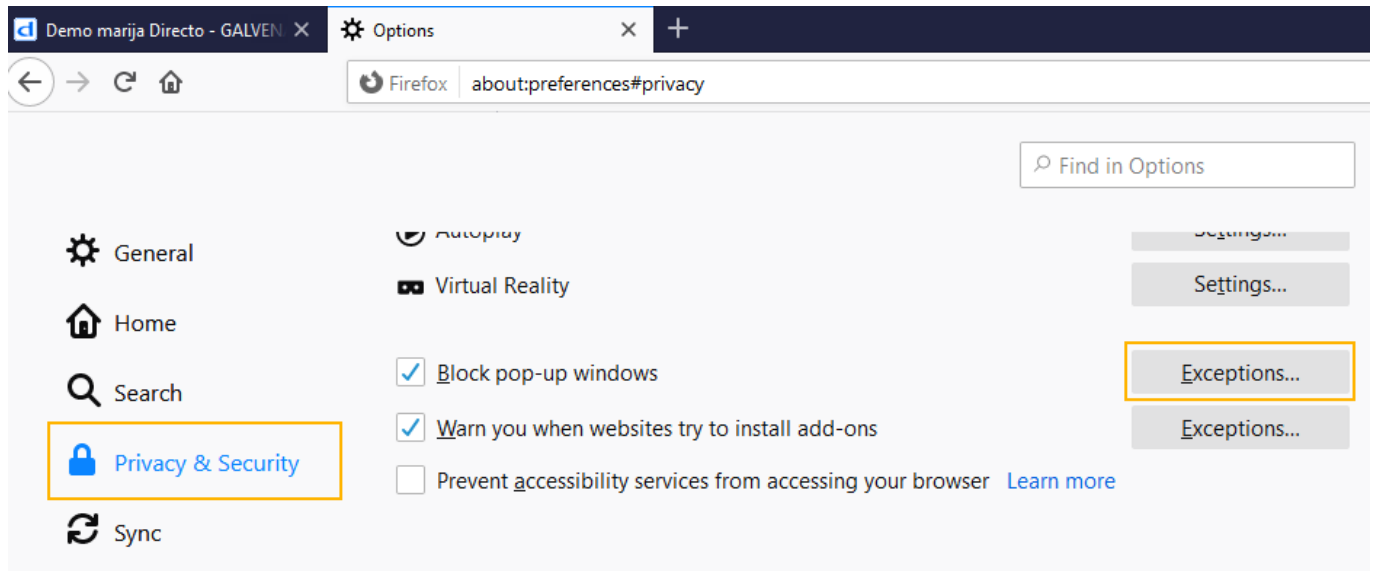 Demo marija Directo - GALVEN
Options
Firefox about:preferences#privacy
Find in Options
General
Home
Search
Privacy & Security
Sync
Autoplay Settings...
Virtual Reality Settings...
Block pop-up windows Exceptions...
Warn you when websites try to install add-ons Exceptions...
Prevent accessibility services from accessing your browser Learn more